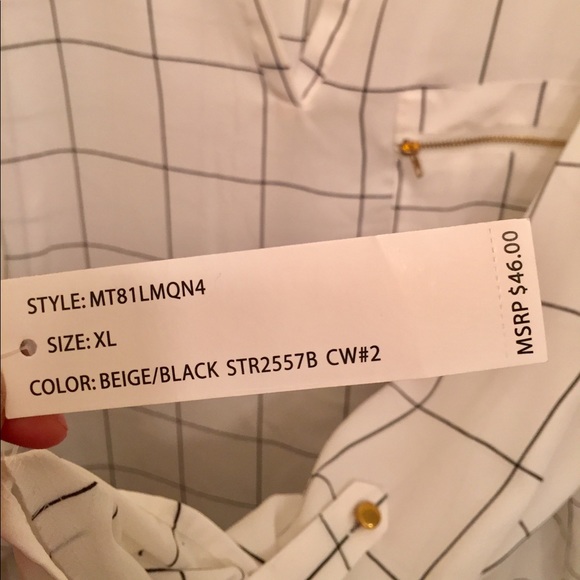 STYLE: MT81LMQN4
SIZE: XL
COLOR: BEIGE/BLACK STR2557B CW#2
MSRP $46.00